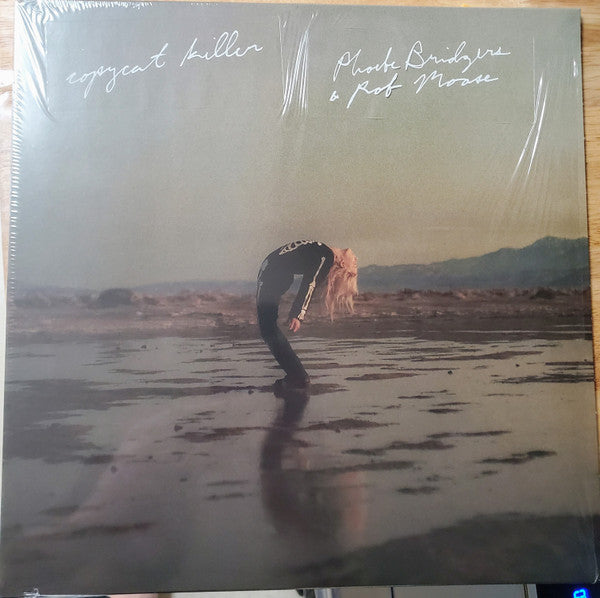 copycat killer
Phoebe Bridgers
& Rob Moose